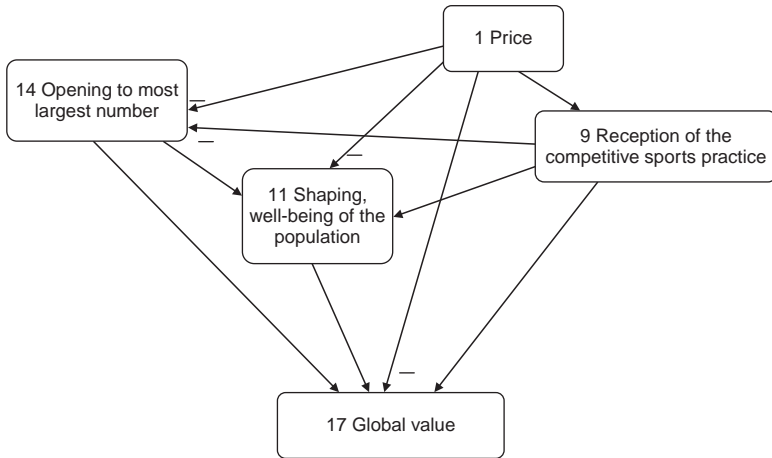 1 Price
14 Opening to most
largest number
—
9 Reception of the
competitive sports practice
—
—
11 Shaping,
well-being of the
population
—
17 Global value